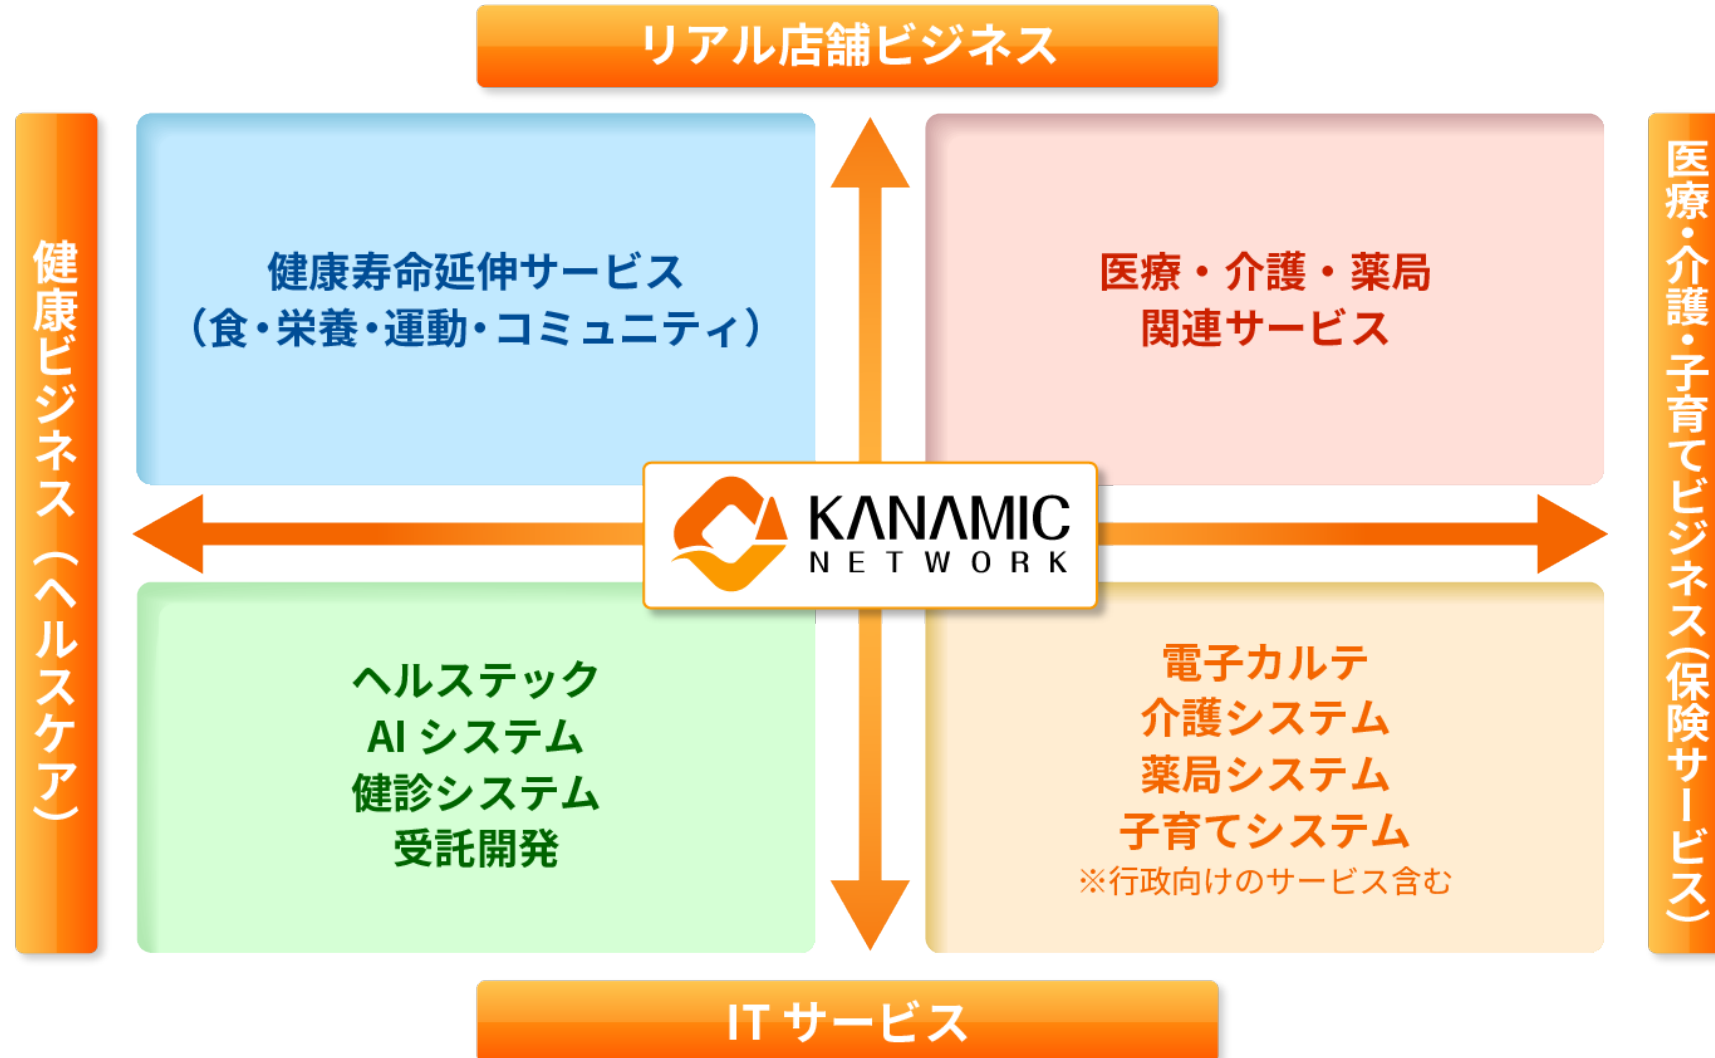 リアル店舗ビジネス
健康ビジネス（ヘルスケア）
健康寿命延伸サービス
（食・栄養・運動・コミュニティ）
医療・介護・薬局
関連サービス
医療・介護・子育てビジネス(保険サービス)
KANAMIC
NETWORK
ヘルステック
AI システム
健診システム
受託開発
電子カルテ
介護システム
薬局システム
子育てシステム
※行政向けのサービス含む
IT サービス